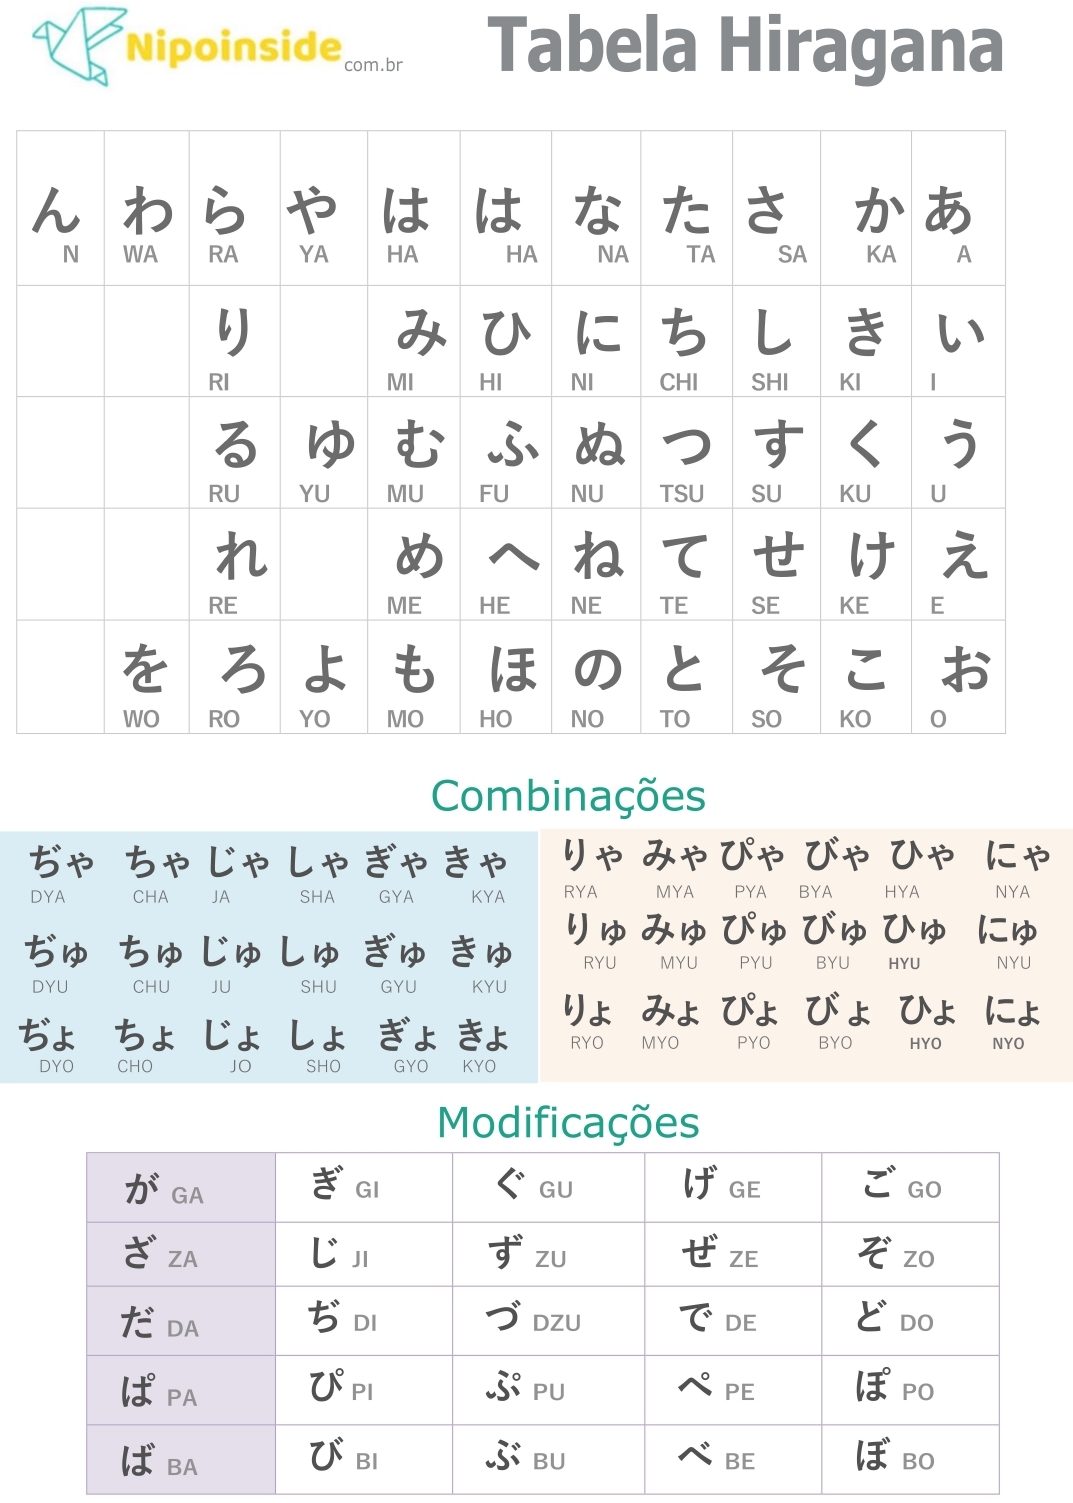 Nipoinside com.br
Tabela Hiragana
ん わ ら や は は な た さ か あ
N WA RA YA HA HA NA TA SA KA A
り み ひ に ち し き い
RI MI HI NI CHI SHI KI I
る ゆ む ふ ぬ つ す く う
RU YU MU FU NU TSU SU KU U
れ め へ ね て せ け え
RE ME HE NE TE SE KE E
を ろ よ も ほ の と そ こ お
WO RO YO MO HO NO TO SO KO O
Combinações
ぢゃ ちゃ じゃ しゃ ぎゃ きゃ
DYA CHA JA SHA GYA KYA
ぢゅ ちゅ じゅ しゅ ぎゅ きゅ
DYU CHU JU SHU GYU KYU
ぢょ ちょ じょ しょ ぎょ きょ
DYO CHO JO SHO GYO KYO
りゃ みゃ ぴゃ びゃ ひゃ にゃ
RYA MYA PYA BYA HYA NYA
りゅ みゅ ぴゅ びゅ ひゅ にゅ
RYU MYU PYU BYU HYU NYU
りょ みょ ぴょ びょ ひょ にょ
RYO MYO PYO BYO HYO NYO
Modificações
が GA ぎ GI ぐ GU げ GE ご GO
ざ ZA じ JI ず ZU ぜ ZE ぞ ZO
だ DA ぢ DI づ DZU で DE ど DO
ぱ PA ぴ PI ぷ PU ぺ PE ぽ PO
ば BA び BI ぶ BU べ BE ぼ BO